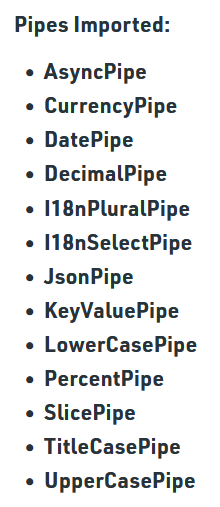 Pipes Imported:
• AsyncPipe
• CurrencyPipe
• DatePipe
• DecimalPipe
• I18nPluralPipe
• I18nSelectPipe
• JsonPipe
• KeyValuePipe
• LowerCasePipe
• PercentPipe
• SlicePipe
• TitleCasePipe
• UpperCasePipe